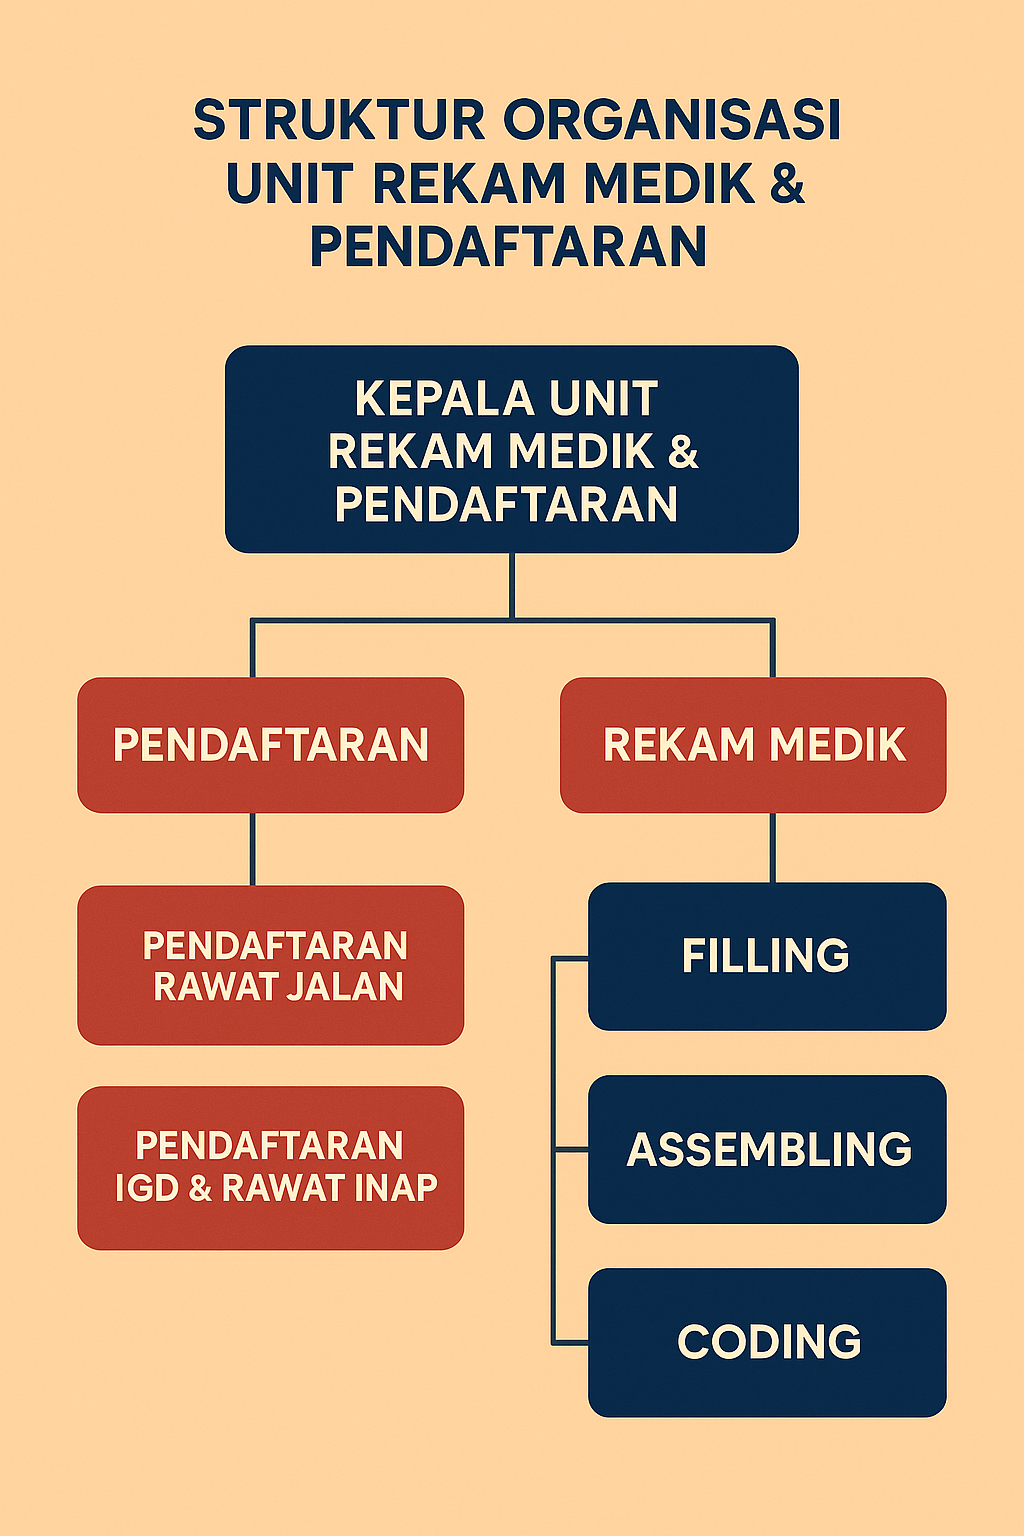 STRUKTUR ORGANISASI
UNIT REKAM MEDIK &
PENDAFTARAN
KEPALA UNIT
REKAM MEDIK &
PENDAFTARAN
PENDAFTARAN
REKAM MEDIK
PENDAFTARAN
RAWAT JALAN
PENDAFTARAN
IGD & RAWAT INAP
FILLING
ASSEMBLING
CODING